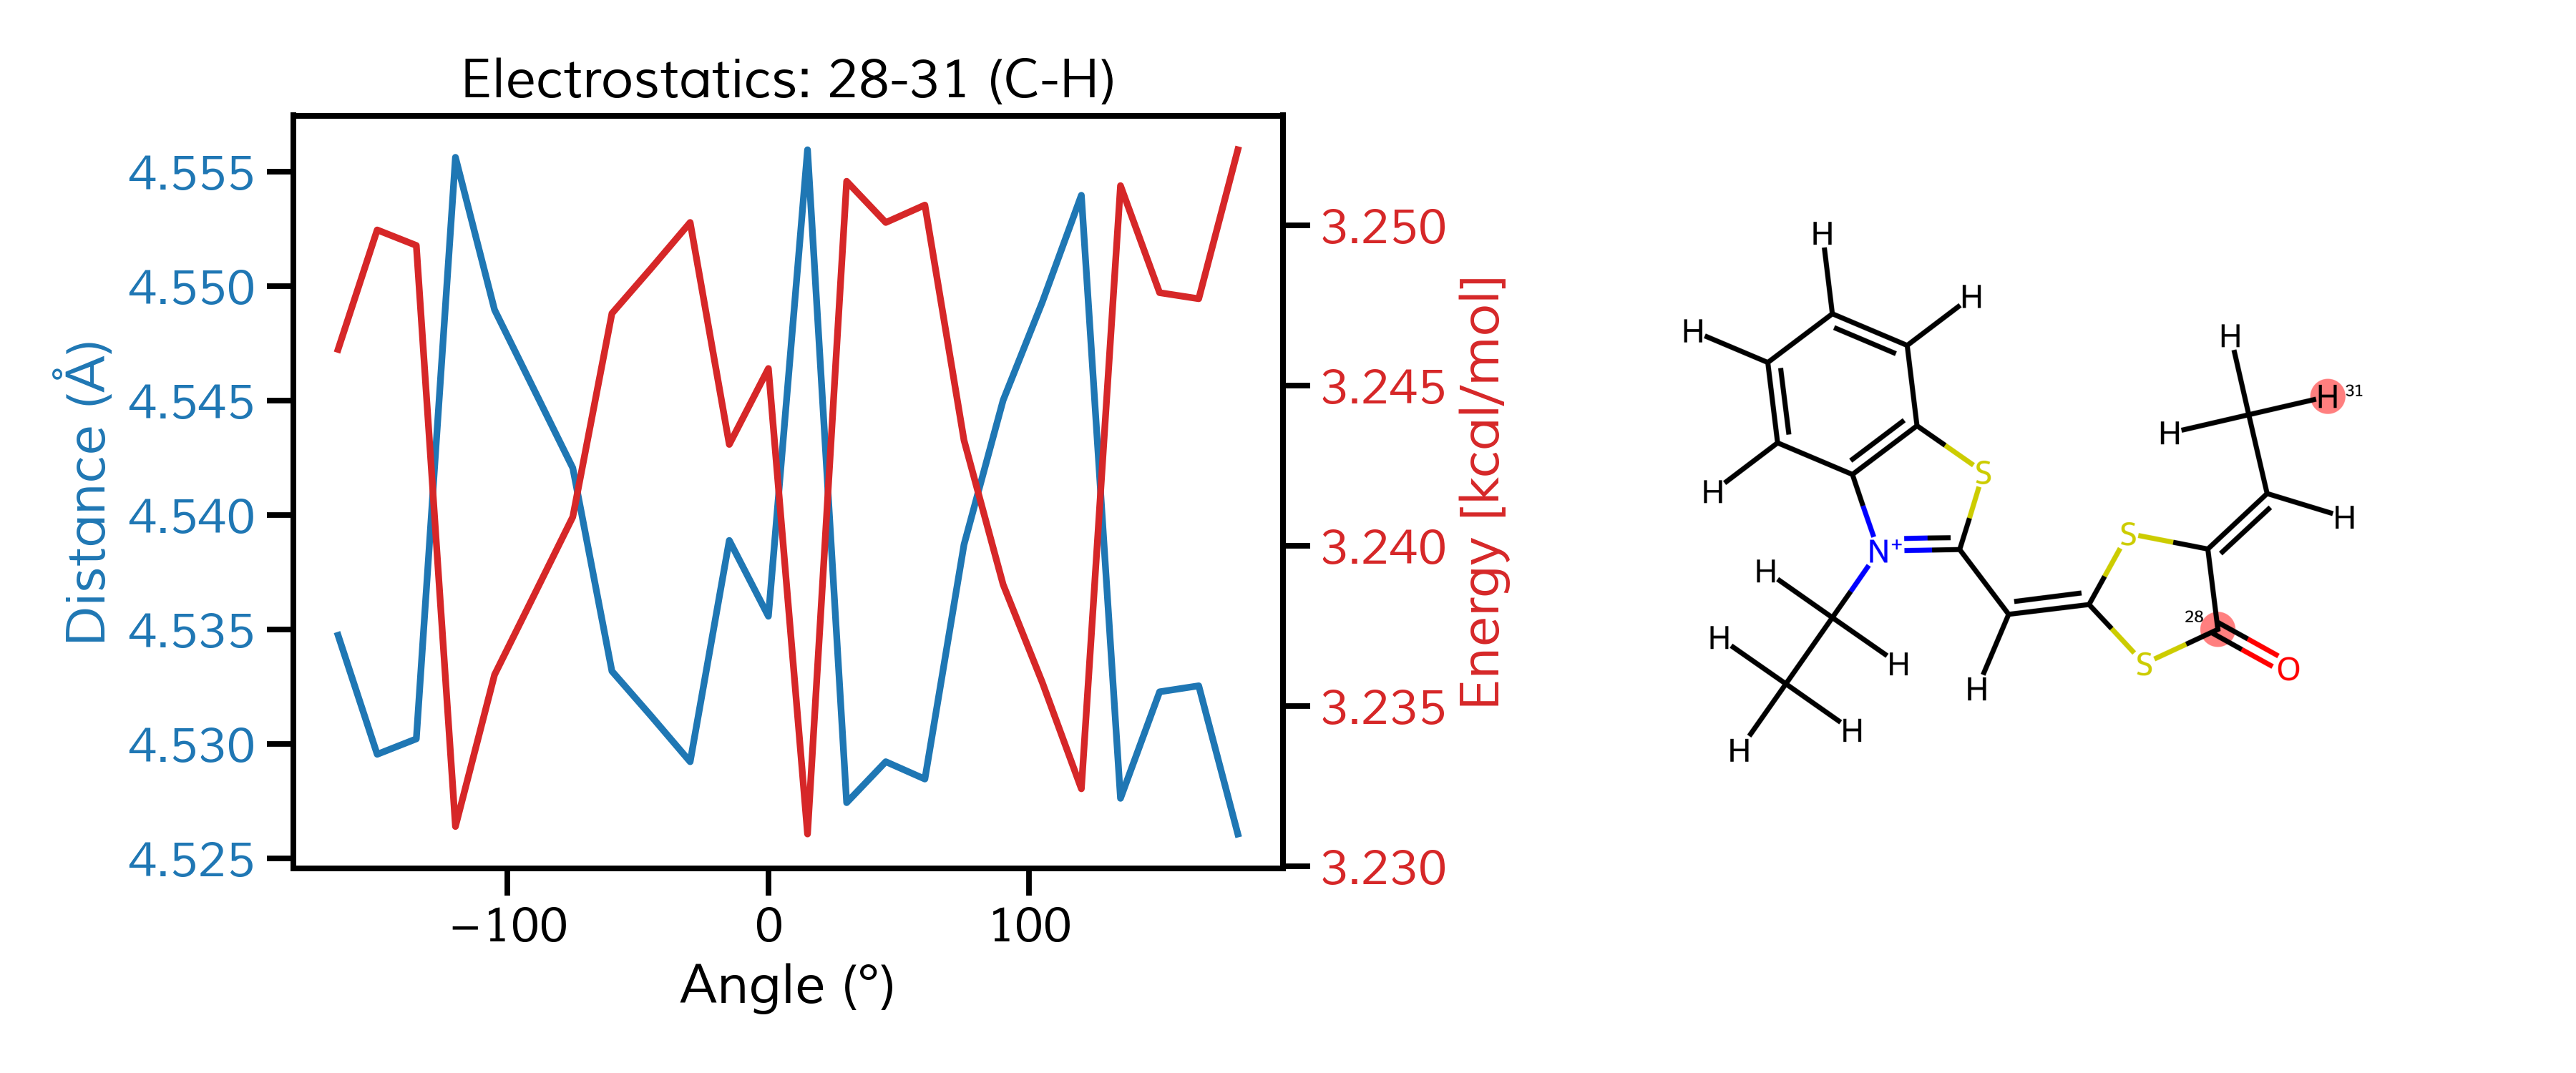 Electrostatics: 28-31 (C-H)
Distance (Å)
4.555
4.550
4.545
4.540
4.535
4.530
4.525
3.250
3.245
3.240
3.235
3.230
Energy [kcal/mol]
−100 0 100
Angle (°)
H
H
H
H
H
H 31
H
H
S
S
N+
H
H
H
28
H
S
O
H
H
H